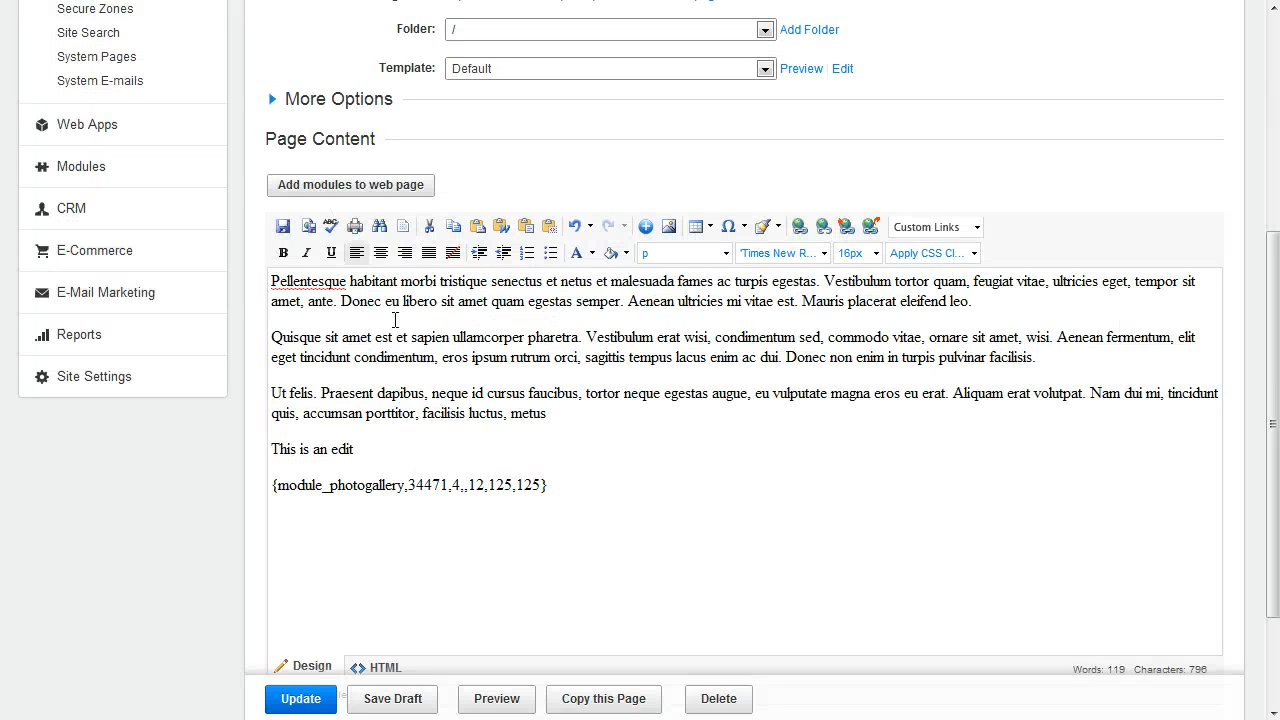 Secure Zones
Site Search
System Pages
System E-mails
Web Apps
Modules
CRM
E-Commerce
E-Mail Marketing
Reports
Site Settings
Folder: / Add Folder
Template: Default Preview Edit
More Options
Page Content
Add modules to web page
ABC Custom Links
B I U A p "Times New R... 16px Apply CSS Cl...
Pellentesque habitant morbi tristique senectus et netus et malesuada fames ac turpis egestas. Vestibulum tortor quam, feugiat vitae, ultricies eget, tempor sit
amet, ante. Donec eu libero sit amet quam egestas semper. Aenean ultricies mi vitae est. Mauris placerat eleifend leo.
Quisque sit amet est et sapien ullamcorper pharetra. Vestibulum erat wisi, condimentum sed, commodo vitae, ornare sit amet, wisi. Aenean fermentum, elit
eget tincidunt condimentum, eros ipsum rutrum orci, sagittis tempus lacus enim ac dui. Donec non enim in turpis pulvinar facilisis.
Ut felis. Praesent dapibus, neque id cursus faucibus, tortor neque egestas augue, eu vulputate magna eros eu erat. Aliquam erat volutpat. Nam dui mi, tincidunt
quis, accumsan porttitor, facilisis luctus, metus
This is an edit
{module_photogallery,34471,4,,12,125,125}
Design HTML Words: 119 Characters: 796
Update Save Draft Preview Copy this Page Delete